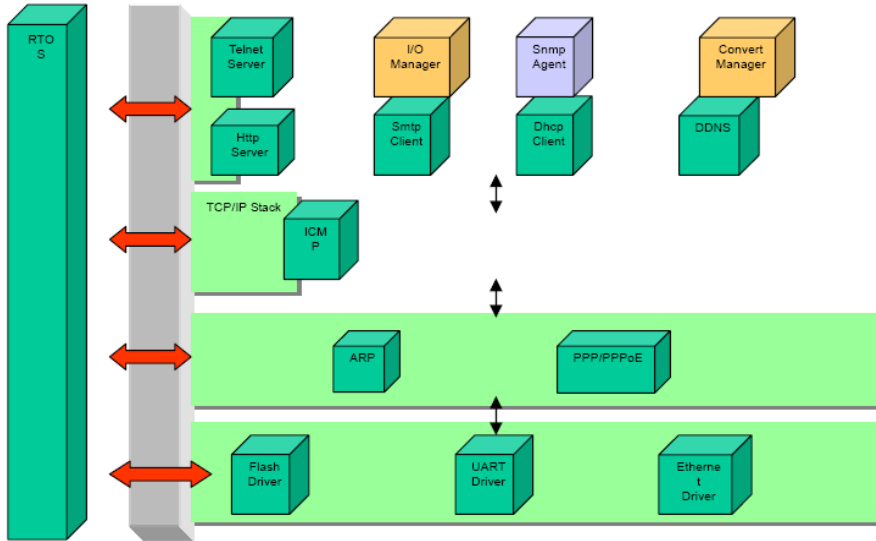 RTO
S
Telnet
Server
I/O
Manager
Snmp
Agent
Convert
Manager
Http
Server
Smtp
Client
Dhcp
Client
DDNS
TCP/IP Stack
ICM
P
ARP
PPP/PPPoE
Flash
Driver
UART
Driver
Etherne
t
Driver